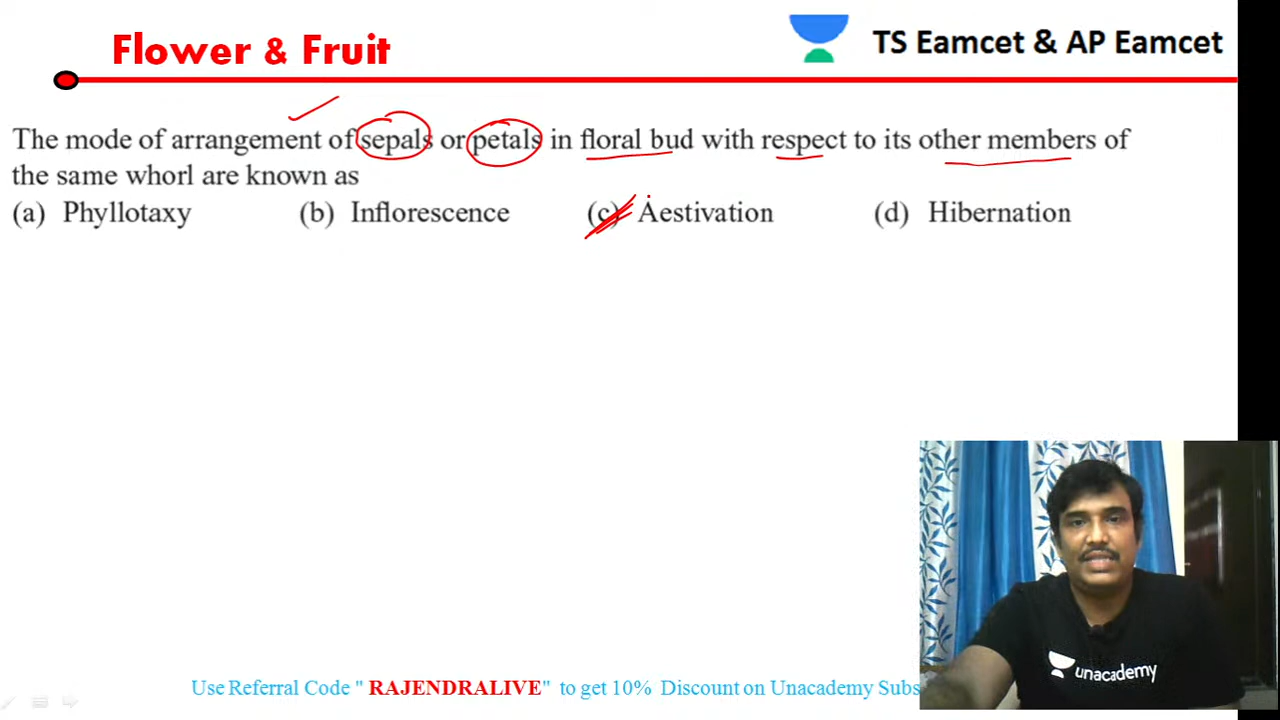 Flower & Fruit
TS Eamcet & AP Eamcet
The mode of arrangement of sepals or petals in floral bud with respect to its other members of
the same whorl are known as
(a) Phyllotaxy (b) Inflorescence (c) Aestivation (d) Hibernation
unacademy
Use Referral Code " RAJENDRALIVE" to get 10% Discount on Unacademy Subs